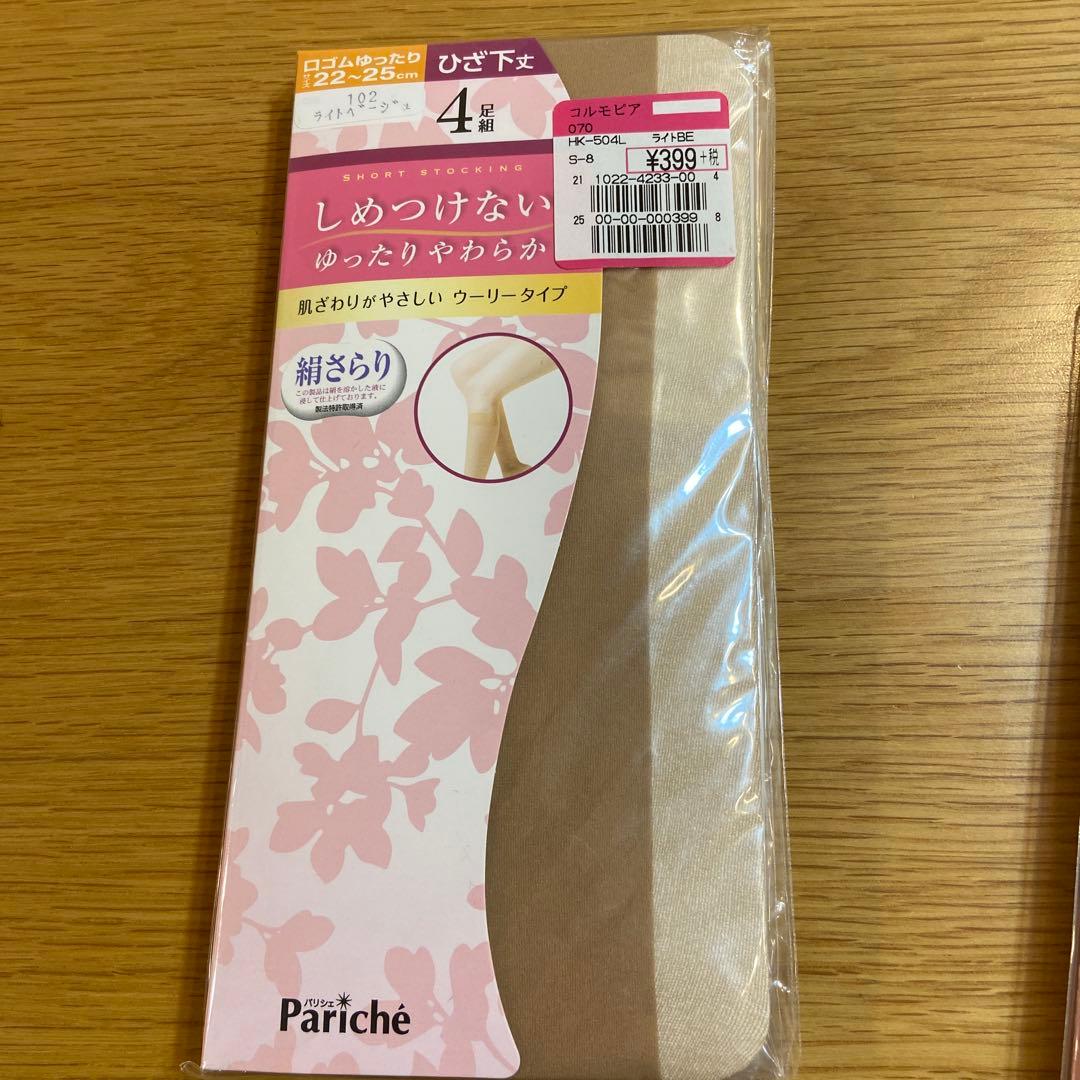 口ゴムゆったり
サイズ 22~25cm
ひざ下丈
102
ライトベージュ
4足組
コルモピア
070
HK-504L ライトBE
S-8 ¥399+税
21 1022-4233-00 4
25 00-00-000399 8
SHORT STOCKING
しめつけない
ゆったりやわらか
肌ざわりがやさしい ウーリータイプ
絹さらり
この製品は絹を溶かした液に
浸して仕上げております。
製法特許取得済
パリシェ
Pariché